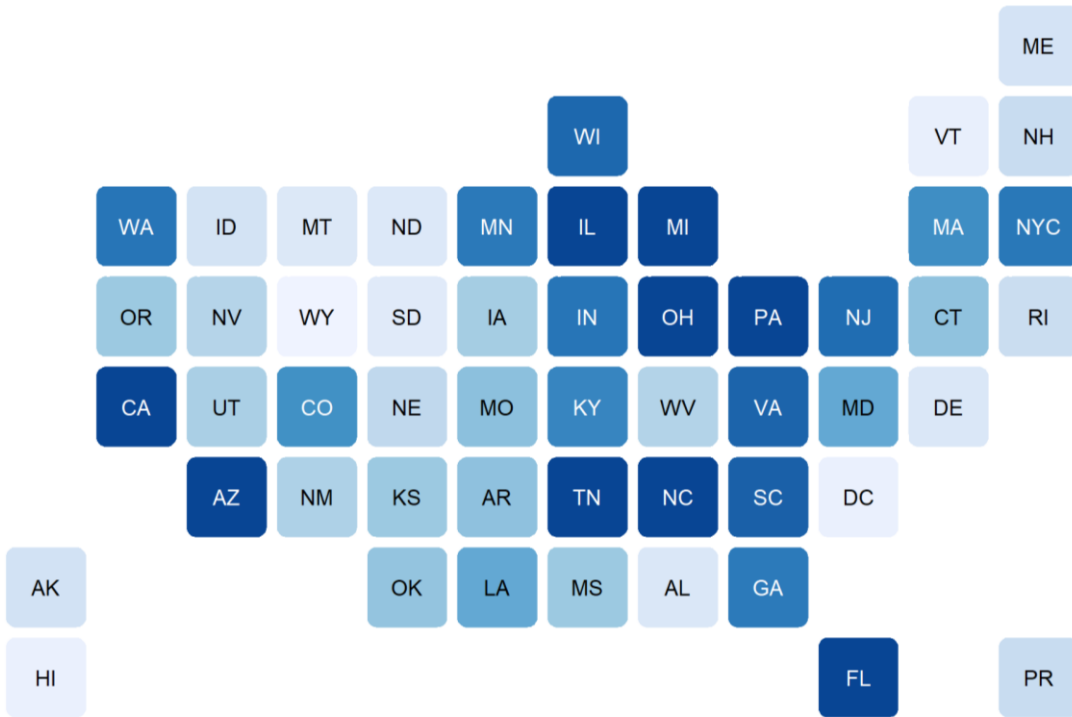 ME
WI VT NH
WA ID MT ND MN IL MI MA NYC
OR NV WY SD IA IN OH PA NJ CT RI
CA UT CO NE MO KY WV VA MD DE
AZ NM KS AR TN NC SC DC
AK OK LA MS AL GA
HI FL PR